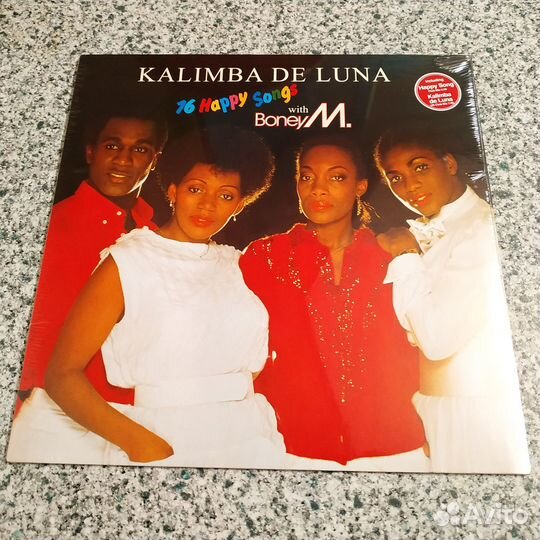 KALIMBA DE LUNA
16 Happy Songs
with
Boney M.
Including
Happy Song
Kalimba
de Luna
Avito